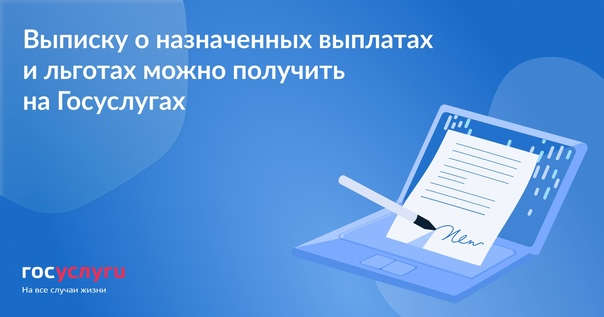 Выписку о назначенных выплатах
и льготах можно получить
на Госуслугах
госуслуги
На все случаи жизни